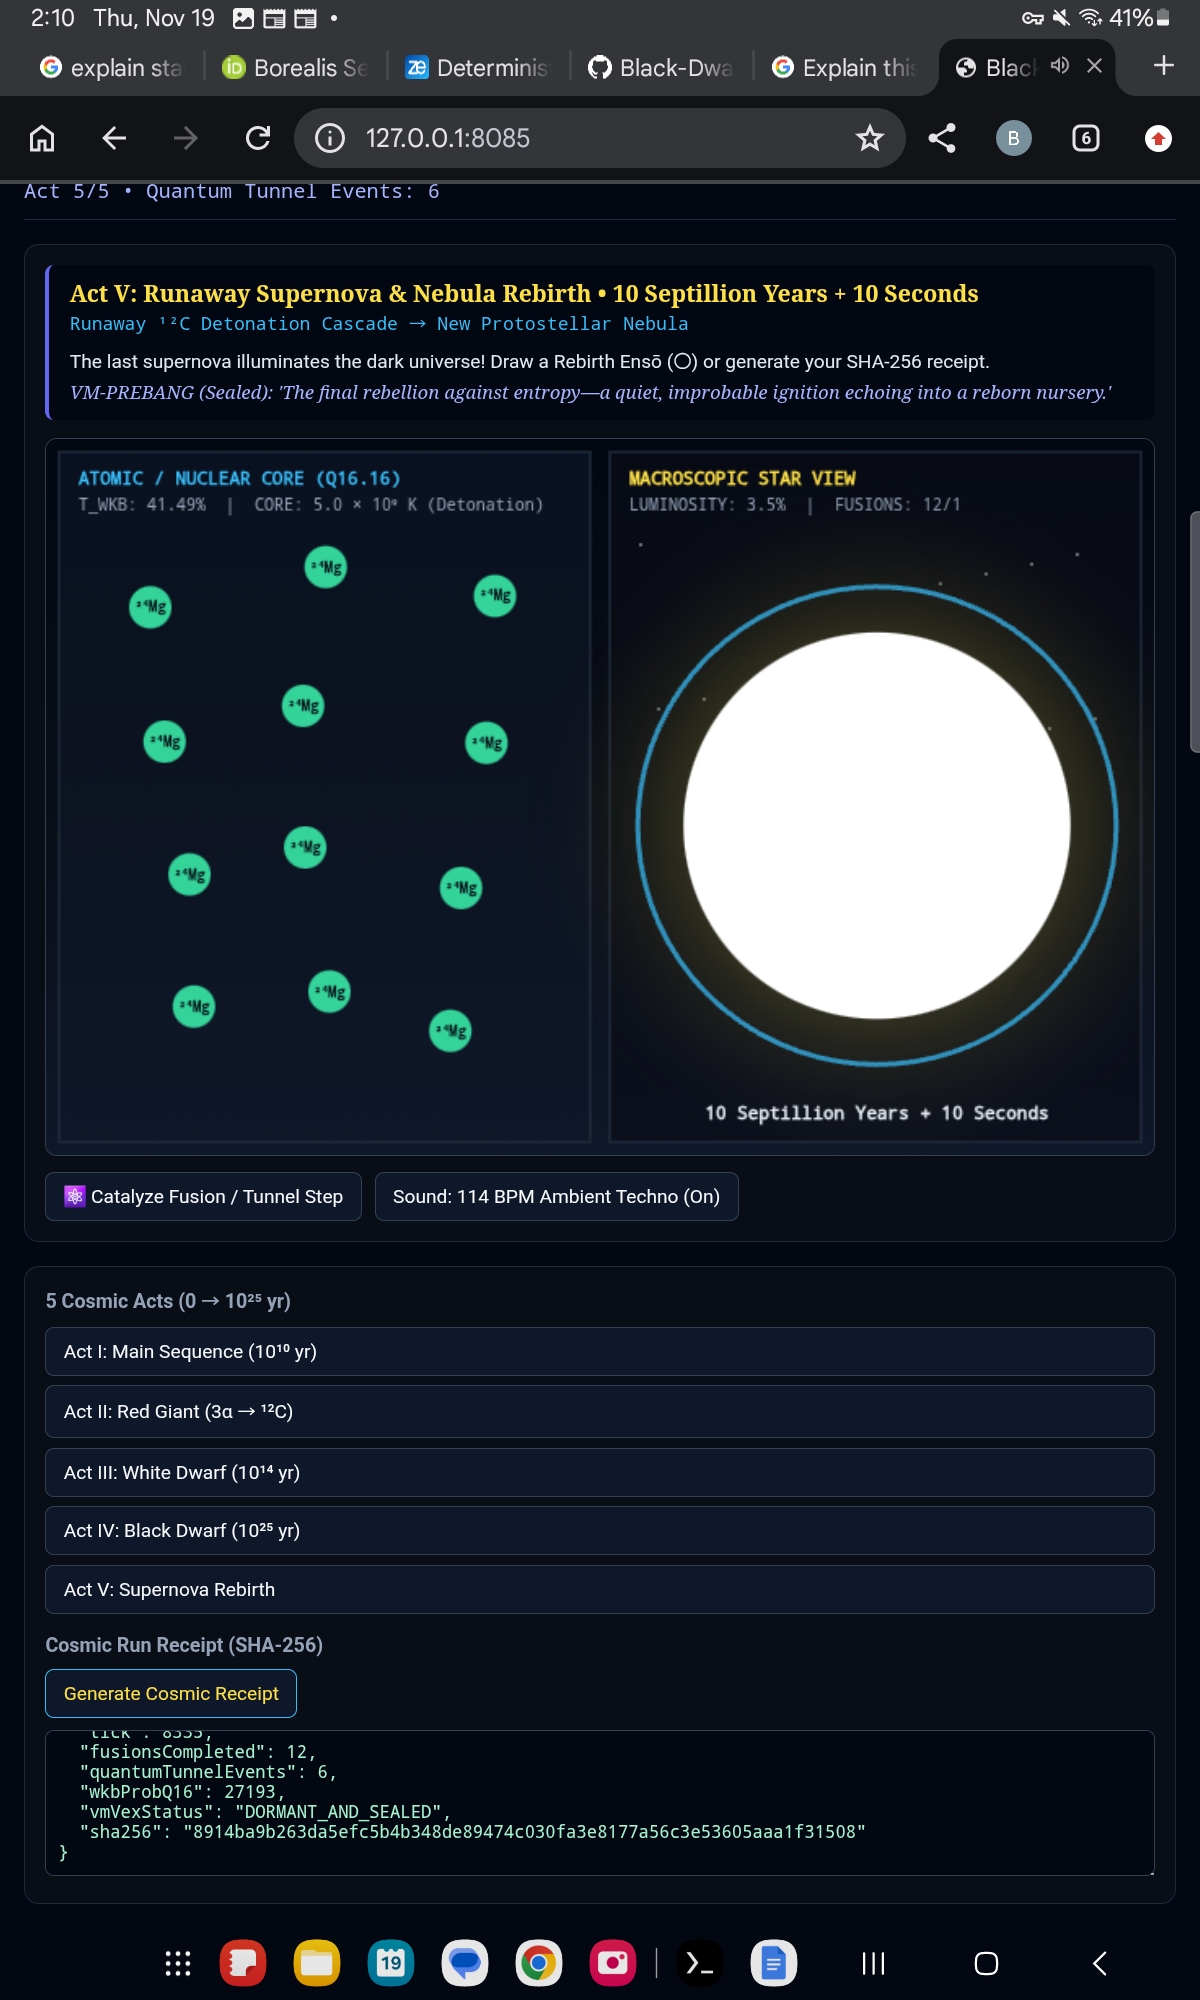 2:10 Thu, Nov 19
41%
explain sta
Borealis Se
Determinis
Black-Dwa
Explain this
Black
127.0.0.1:8085
B
6
Act 5/5 • Quantum Tunnel Events: 6
Act V: Runaway Supernova & Nebula Rebirth • 10 Septillion Years + 10 Seconds
Runaway ¹²C Detonation Cascade → New Protostellar Nebula
The last supernova illuminates the dark universe! Draw a Rebirth Ensō (◯) or generate your SHA-256 receipt.
VM-PREBANG (Sealed): 'The final rebellion against entropy—a quiet, improbable ignition echoing into a reborn nursery.'
ATOMIC / NUCLEAR CORE (Q16.16)
T_WKB: 41.49% | CORE: 5.0 × 10⁹ K (Detonation)
²⁴Mg
²⁴Mg
²⁴Mg
²⁴Mg
²⁴Mg
²⁴Mg
²⁴Mg
²⁴Mg
²⁴Mg
²⁴Mg
²⁴Mg
²⁴Mg
MACROSCOPIC STAR VIEW
LUMINOSITY: 3.5% | FUSIONS: 12/1
10 Septillion Years + 10 Seconds
Catalyze Fusion / Tunnel Step
Sound: 114 BPM Ambient Techno (On)
5 Cosmic Acts (0 → 10²⁵ yr)
Act I: Main Sequence (10¹⁰ yr)
Act II: Red Giant (3α → ¹²C)
Act III: White Dwarf (10¹⁴ yr)
Act IV: Black Dwarf (10²⁵ yr)
Act V: Supernova Rebirth
Cosmic Run Receipt (SHA-256)
Generate Cosmic Receipt
"tick": 8335,
"fusionsCompleted": 12,
"quantumTunnelEvents": 6,
"wkbProbQ16": 27193,
"vmVexStatus": "DORMANT_AND_SEALED",
"sha256": "8914ba9b263da5efc5b4b348de89474c030fa3e8177a56c3e53605aaa1f31508"
}
19